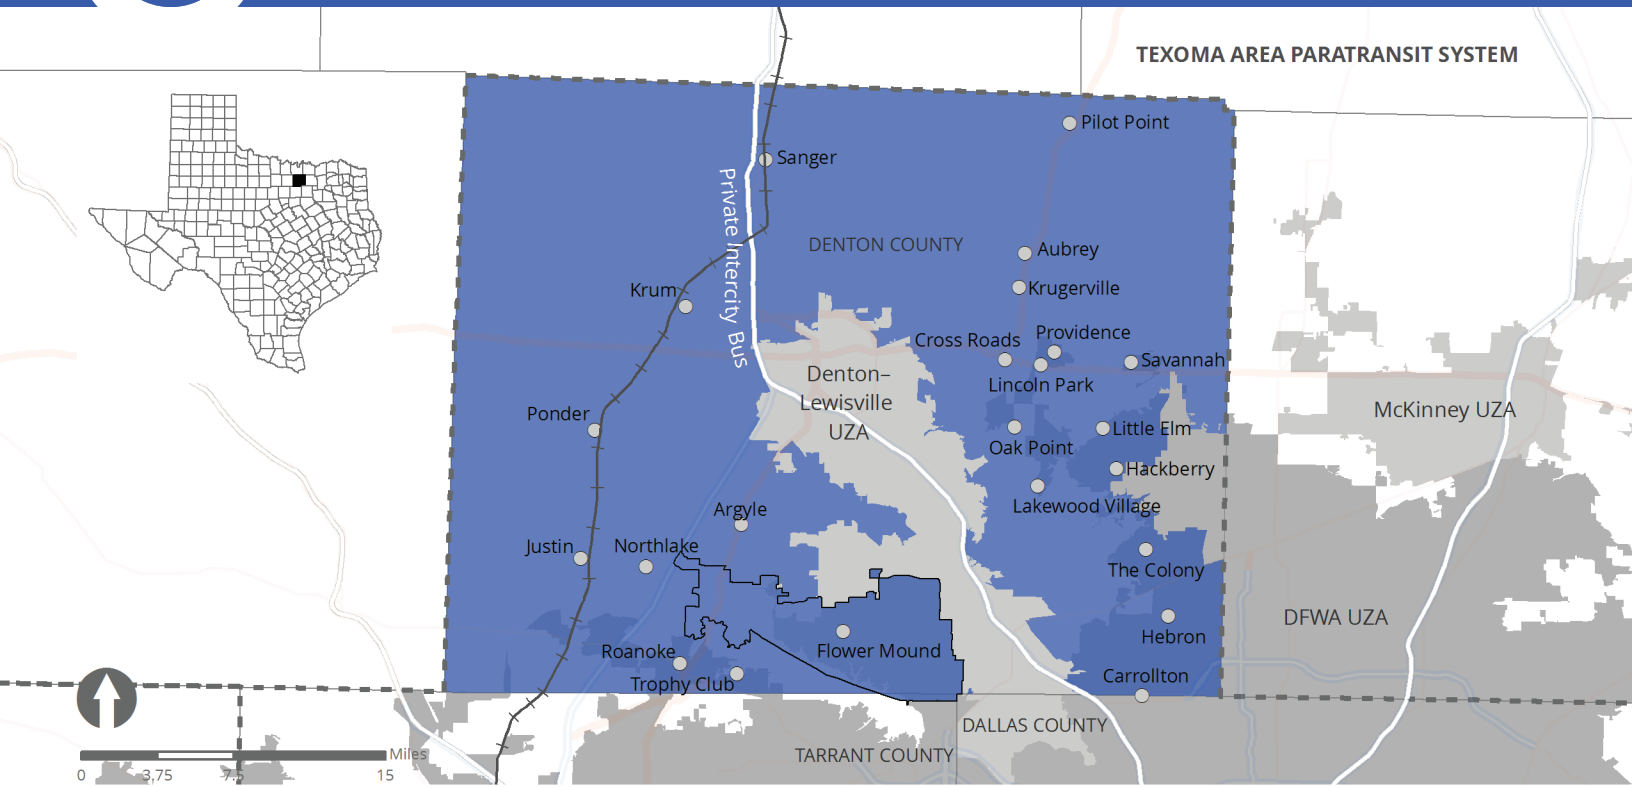 TEXOMA AREA PARATRANSIT SYSTEM
Pilot Point
Sanger
Private Intercity Bus
DENTON COUNTY
Aubrey
Krugerville
Krum
Providence
Cross Roads
Savannah
Lincoln Park
Denton–
Lewisville
UZA
McKinney UZA
Ponder
Little Elm
Oak Point
Hackberry
Lakewood Village
Argyle
Justin
Northlake
The Colony
DFWA UZA
Hebron
Flower Mound
Roanoke
Trophy Club
Carrollton
DALLAS COUNTY
TARRANT COUNTY
Miles
0 3.75 7.5 15